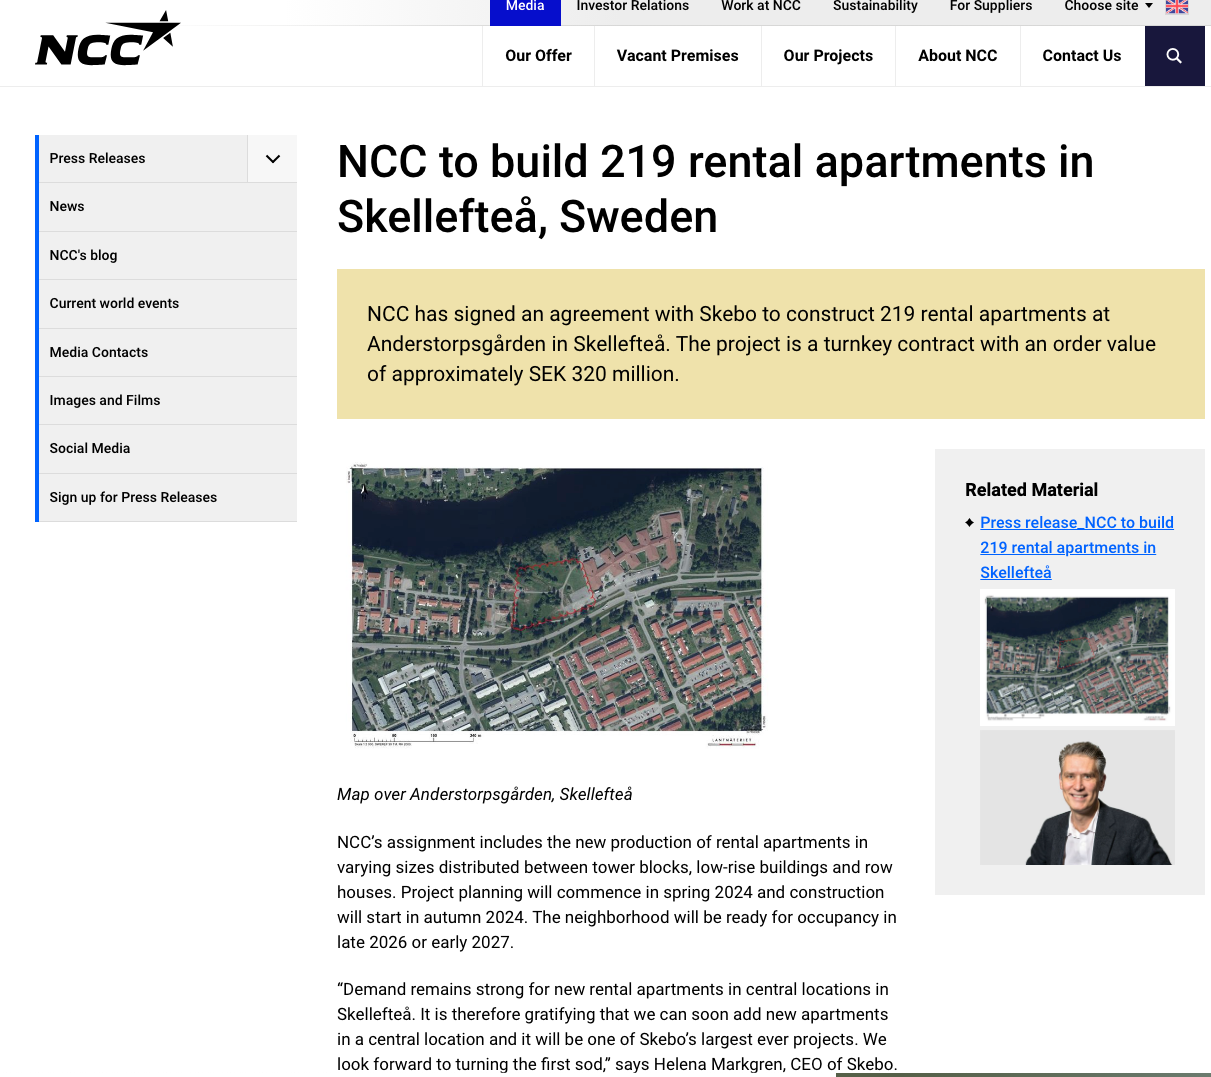 Media
Investor Relations
Work at NCC
Sustainability
For Suppliers
Choose site
NCC
Our Offer
Vacant Premises
Our Projects
About NCC
Contact Us
Press Releases
News
NCC's blog
Current world events
Media Contacts
Images and Films
Social Media
Sign up for Press Releases
NCC to build 219 rental apartments in
Skellefteå, Sweden
NCC has signed an agreement with Skebo to construct 219 rental apartments at
Anderstorpsgården in Skellefteå. The project is a turnkey contract with an order value
of approximately SEK 320 million.
LANTMÄTERIET
Map over Anderstorpsgården, Skellefteå
NCC’s assignment includes the new production of rental apartments in
varying sizes distributed between tower blocks, low-rise buildings and row
houses. Project planning will commence in spring 2024 and construction
will start in autumn 2024. The neighborhood will be ready for occupancy in
late 2026 or early 2027.
“Demand remains strong for new rental apartments in central locations in
Skellefteå. It is therefore gratifying that we can soon add new apartments
in a central location and it will be one of Skebo’s largest ever projects. We
look forward to turning the first sod,” says Helena Markgren, CEO of Skebo.
Related Material
Press release_NCC to build
219 rental apartments in
Skellefteå